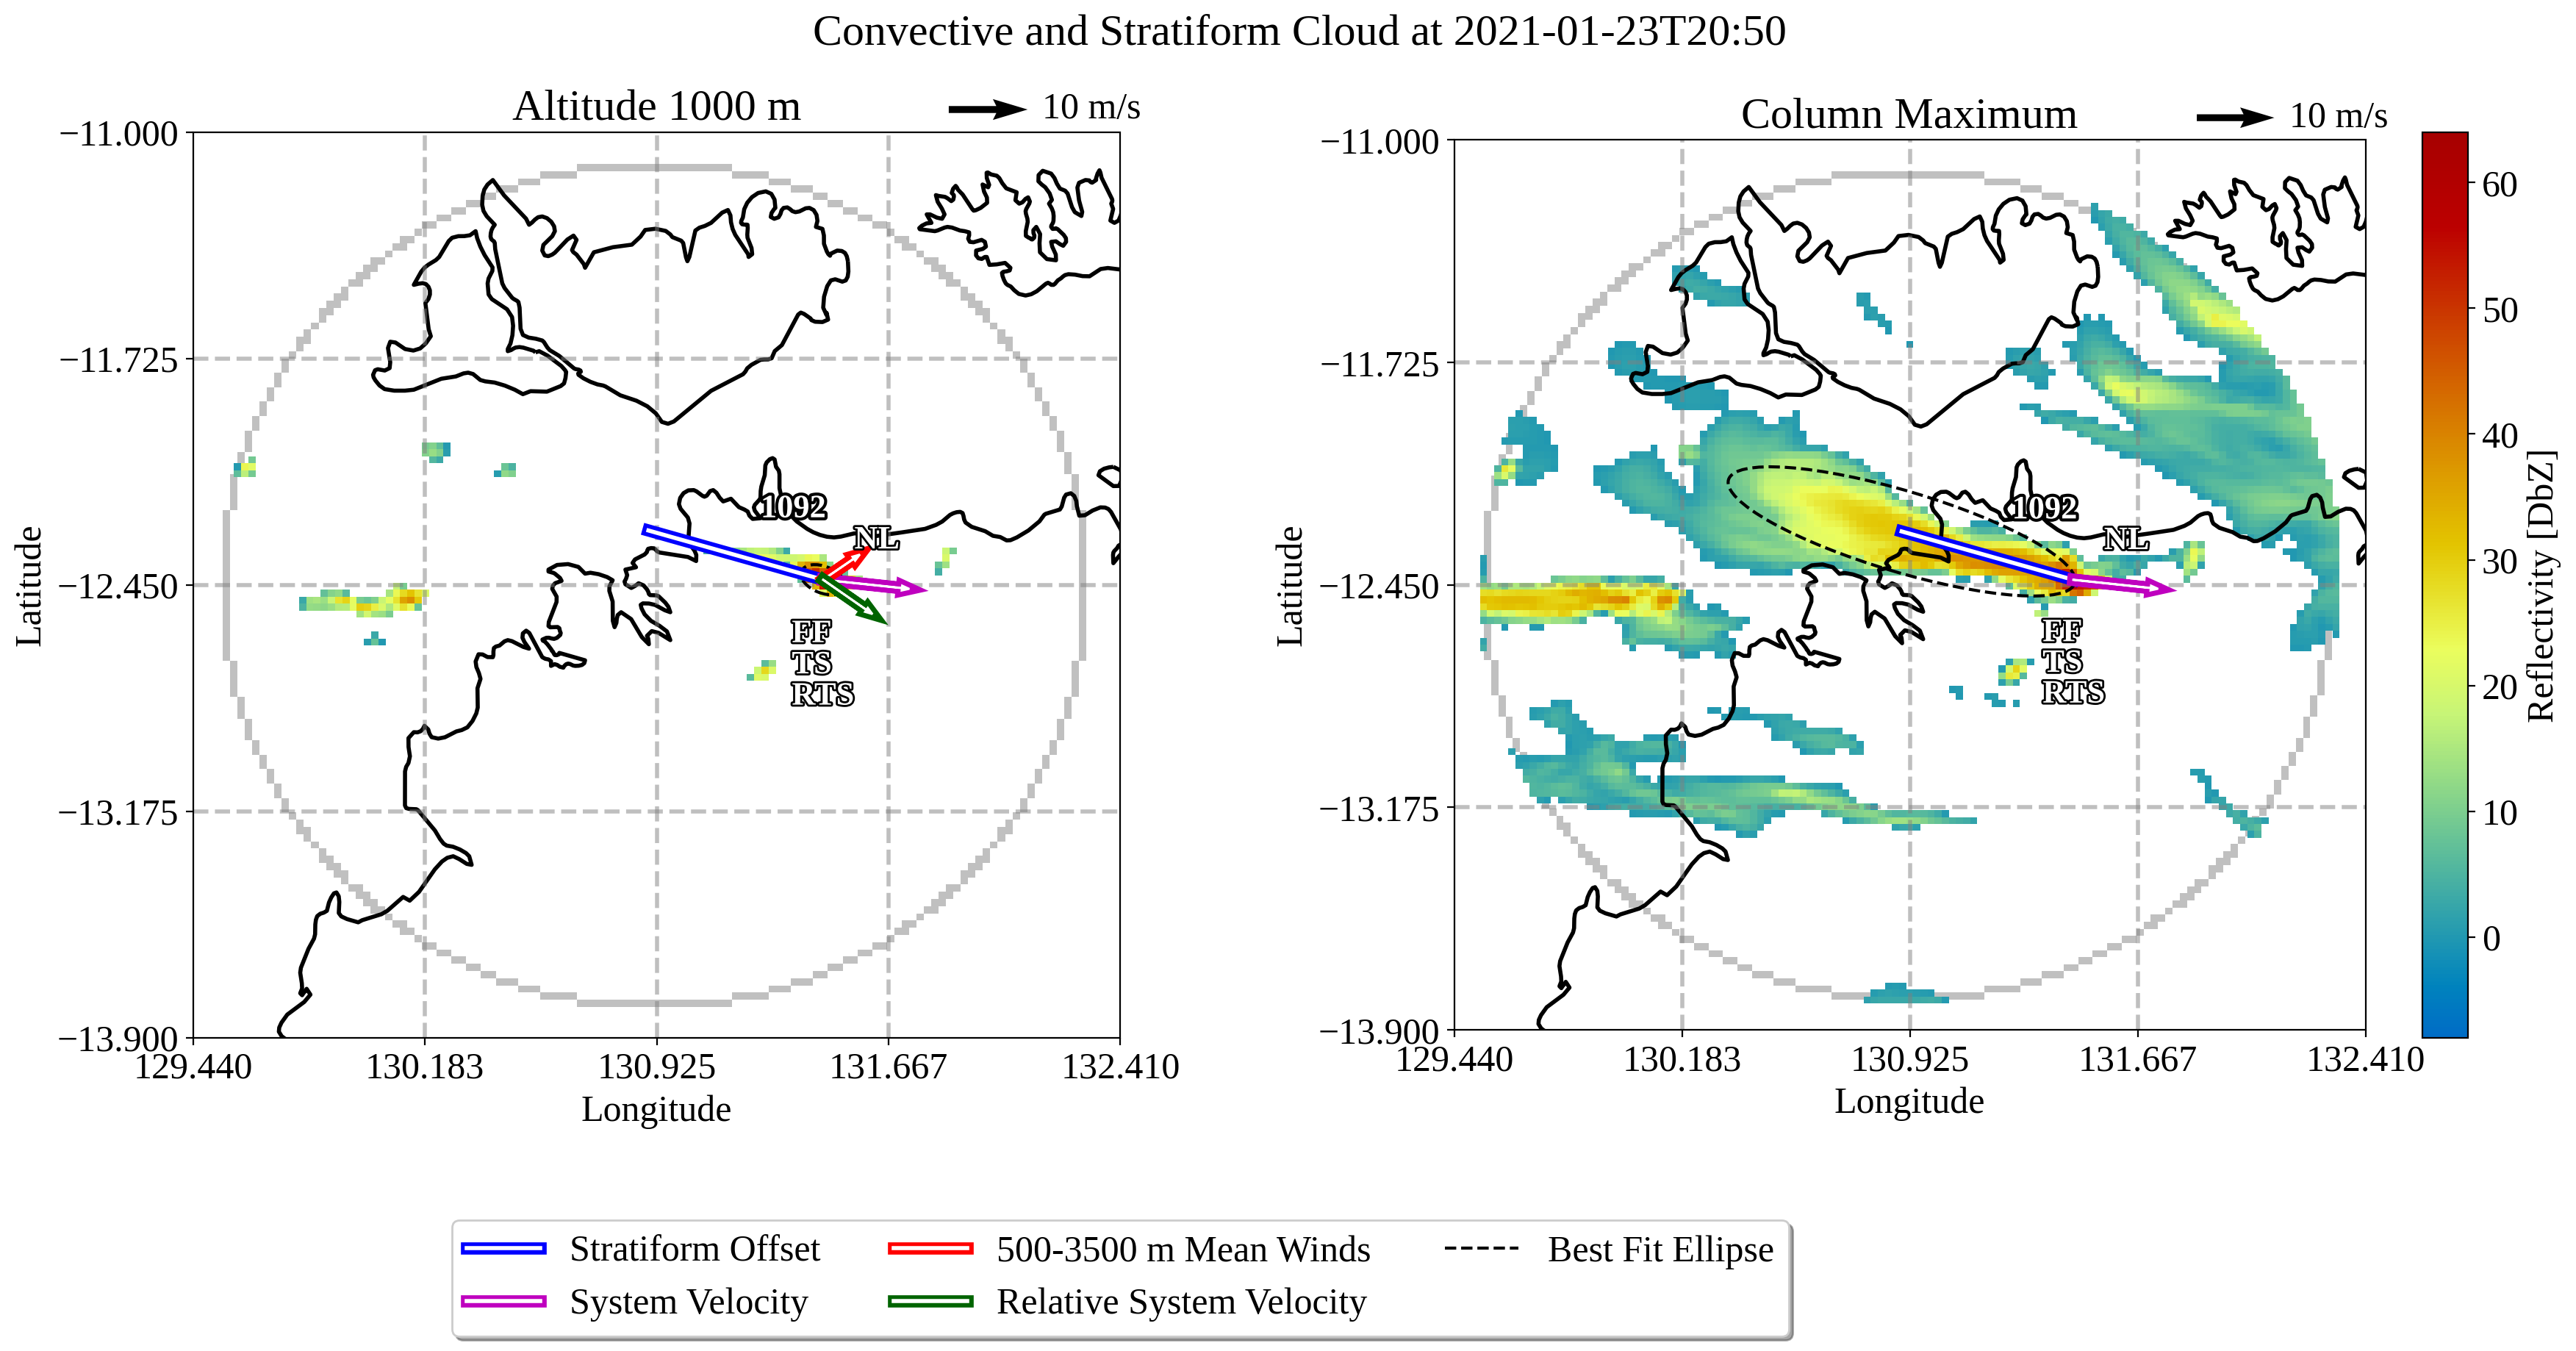 Convective and Stratiform Cloud at 2021-01-23T20:50
Altitude 1000 m
10 m/s
−11.000
−11.725
−12.450
−13.175
−13.900
129.440
130.183
130.925
131.667
132.410
Latitude
Longitude
1092
NL
FF
TS
RTS
Column Maximum
10 m/s
−11.000
−11.725
−12.450
−13.175
−13.900
129.440
130.183
130.925
131.667
132.410
Latitude
Longitude
1092
NL
FF
TS
RTS
60
50
40
30
20
10
0
Reflectivity [DbZ]
Stratiform Offset
System Velocity
500-3500 m Mean Winds
Relative System Velocity
Best Fit Ellipse